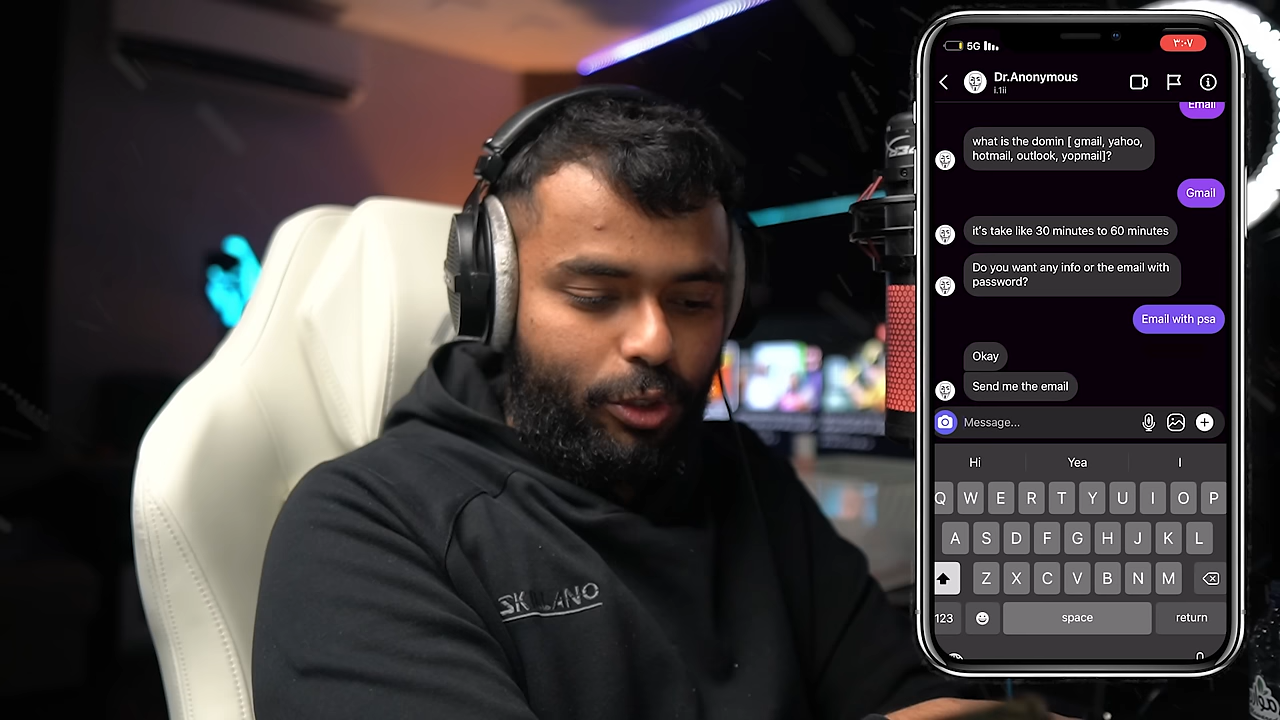 5G
٣:٠٧
Dr.Anonymous
i.1ii
Email
what is the domin [ gmail, yahoo,
hotmail, outlook, yopmail]?
Gmail
it's take like 30 minutes to 60 minutes
Do you want any info or the email with
password?
Email with psa
Okay
Send me the email
Message...
Hi
Yea
I
Q W E R T Y U I O P
A S D F G H J K L
Z X C V B N M
123
space
return